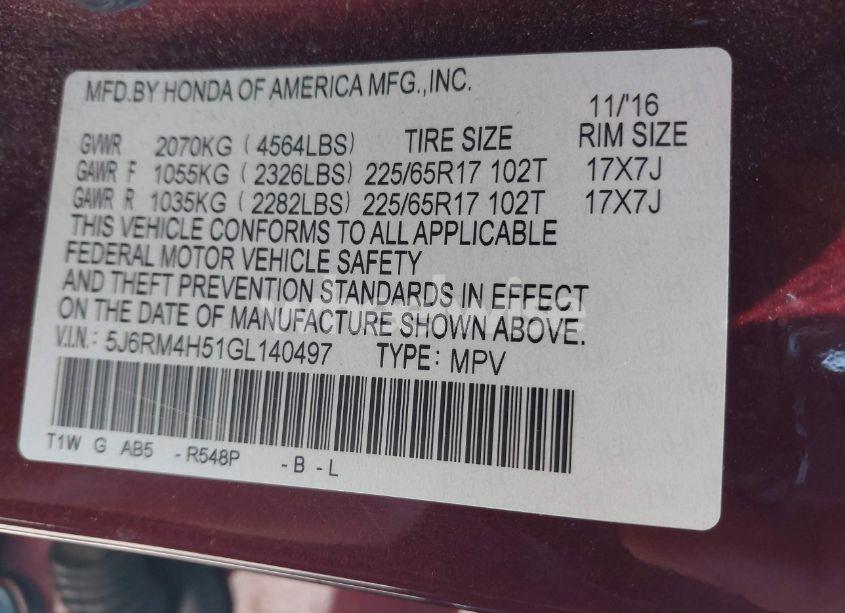 MFD.BY HONDA OF AMERICA MFG.,INC.
11/'16
GVWR 2070KG ( 4564LBS) TIRE SIZE RIM SIZE
GAWR F 1055KG ( 2326LBS) 225/65R17 102T 17X7J
GAWR R 1035KG ( 2282LBS) 225/65R17 102T 17X7J
THIS VEHICLE CONFORMS TO ALL APPLICABLE
FEDERAL MOTOR VEHICLE SAFETY
AND THEFT PREVENTION STANDARDS IN EFFECT
ON THE DATE OF MANUFACTURE SHOWN ABOVE.
V.I.N.: 5J6RM4H51GL140497 TYPE: MPV
T1W G AB5 -R548P -B -L